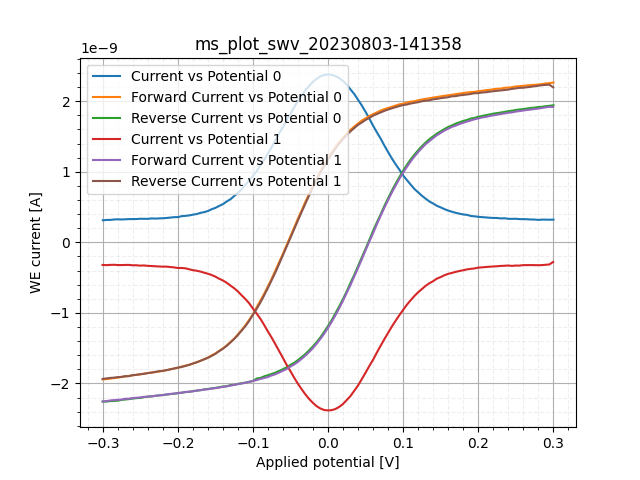 ms_plot_swv_20230803-141358
1e−9
Current vs Potential 0
Forward Current vs Potential 0
Reverse Current vs Potential 0
Current vs Potential 1
Forward Current vs Potential 1
Reverse Current vs Potential 1
2
1
0
−1
−2
WE current [A]
−0.3 −0.2 −0.1 0.0 0.1 0.2 0.3
Applied potential [V]